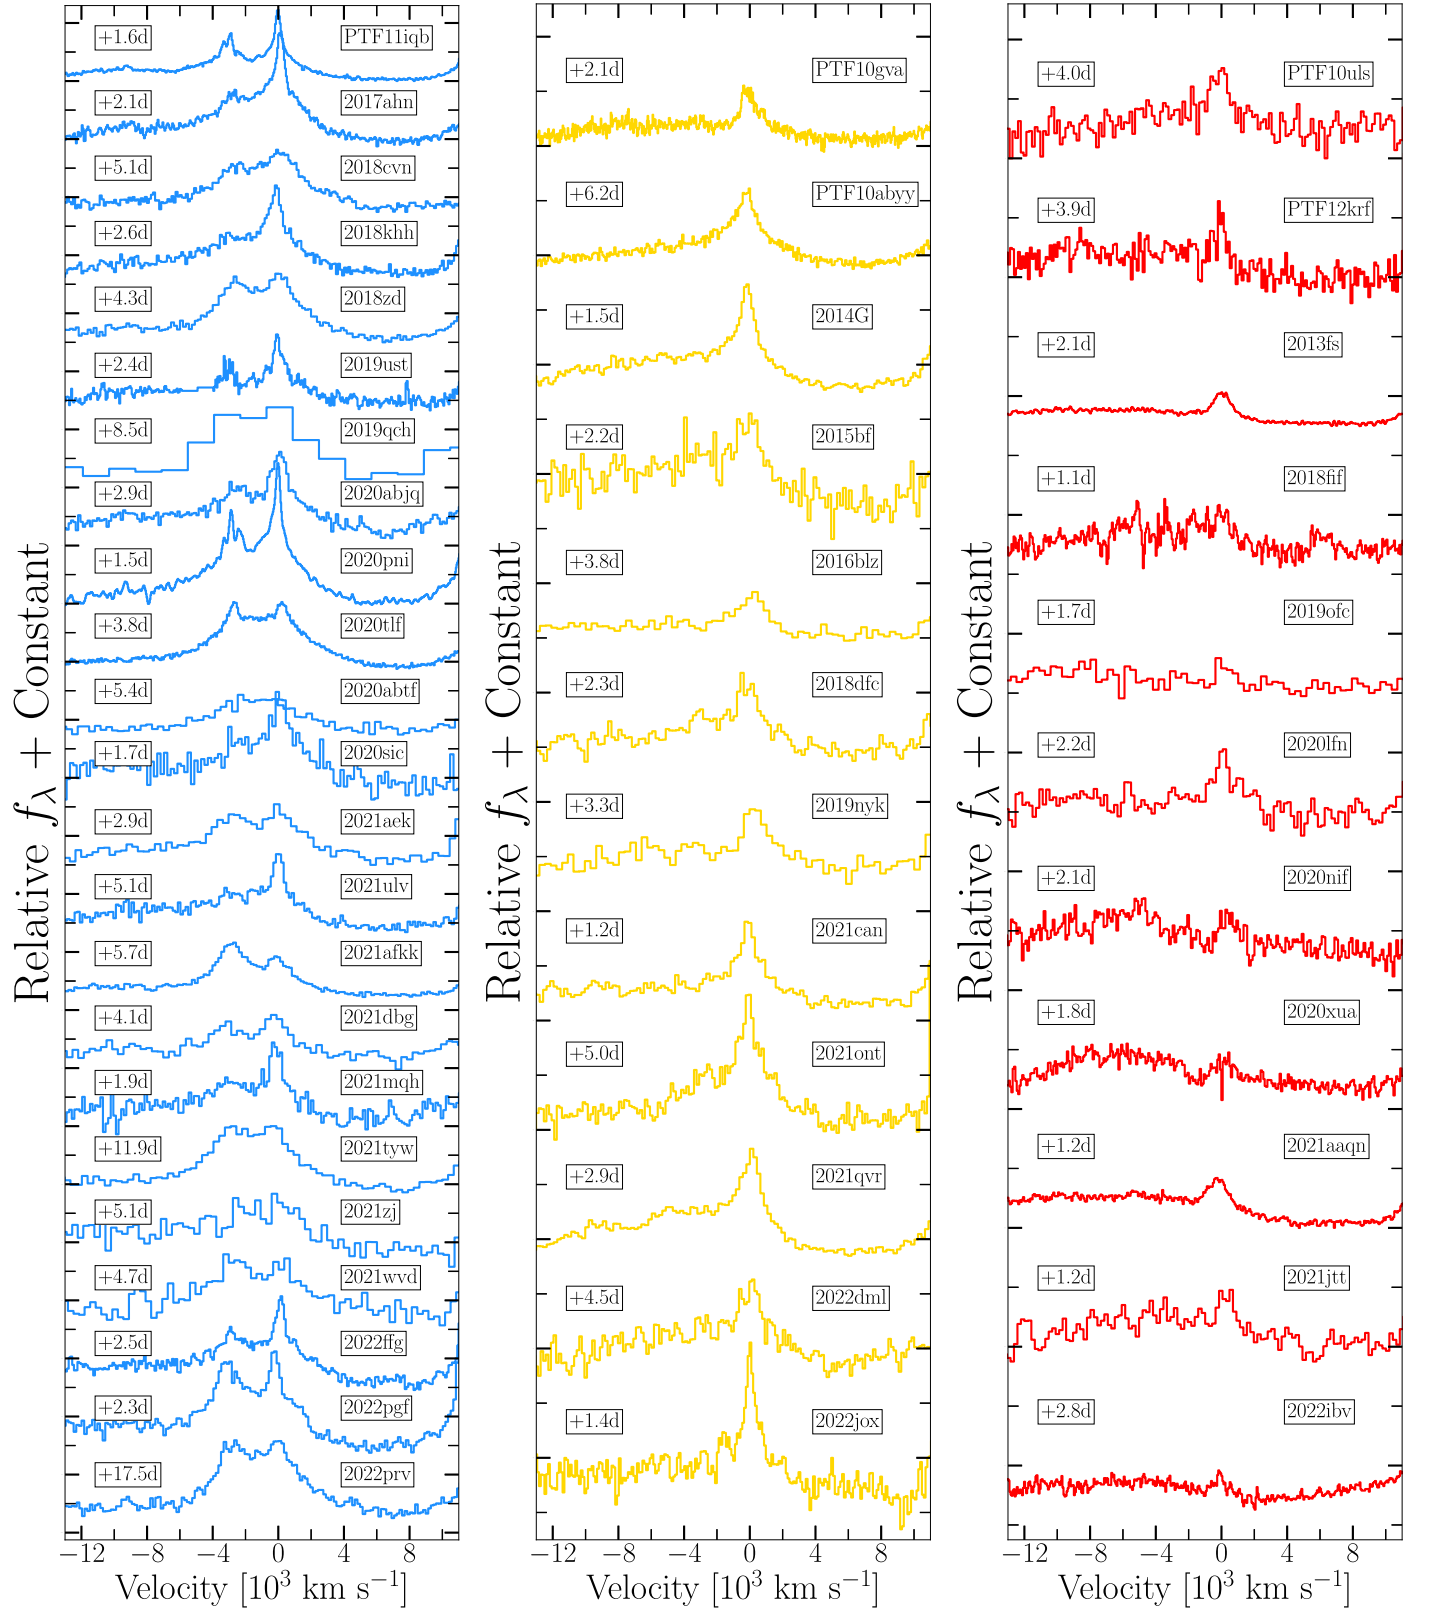 +1.6d PTF11iqb
+2.1d 2017ahn
+5.1d 2018cvn
+2.6d 2018khh
+4.3d 2018zd
+2.4d 2019ust
+8.5d 2019qch
+2.9d 2020abjq
+1.5d 2020pni
+3.8d 2020tlf
+5.4d 2020abtf
+1.7d 2020sic
+2.9d 2021aek
+5.1d 2021ulv
+5.7d 2021afkk
+4.1d 2021dbg
+1.9d 2021mqh
+11.9d 2021tyw
+5.1d 2021zj
+4.7d 2021wvd
+2.5d 2022ffg
+2.3d 2022pgf
+17.5d 2022prv
Relative fλ + Constant
−12 −8 −4 0 4 8
Velocity [10³ km s⁻¹]
+2.1d PTF10gva
+6.2d PTF10abyy
+1.5d 2014G
+2.2d 2015bf
+3.8d 2016blz
+2.3d 2018dfc
+3.3d 2019nyk
+1.2d 2021can
+5.0d 2021ont
+2.9d 2021qvr
+4.5d 2022dml
+1.4d 2022jox
Relative fλ + Constant
−12 −8 −4 0 4 8
Velocity [10³ km s⁻¹]
+4.0d PTF10uls
+3.9d PTF12krf
+2.1d 2013fs
+1.1d 2018fif
+1.7d 2019ofc
+2.2d 2020lfn
+2.1d 2020nif
+1.8d 2020xua
+1.2d 2021aaqn
+1.2d 2021jtt
+2.8d 2022ibv
Relative fλ + Constant
−12 −8 −4 0 4 8
Velocity [10³ km s⁻¹]